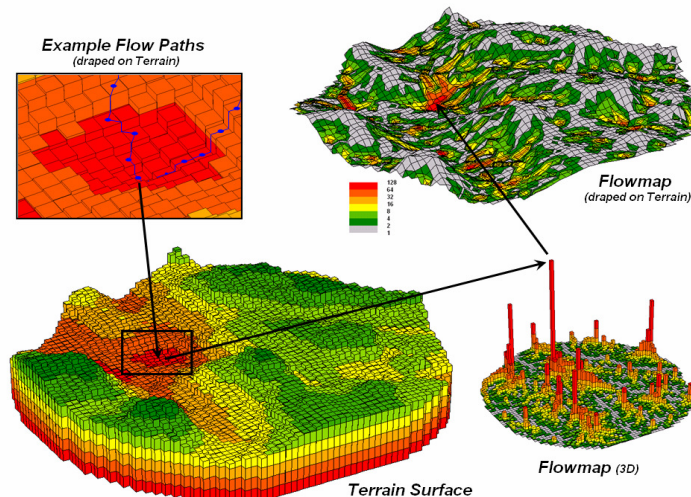 Example Flow Paths
(draped on Terrain)
128
64
32
16
8
4
2
1
Flowmap
(draped on Terrain)
Flowmap (3D)
Terrain Surface